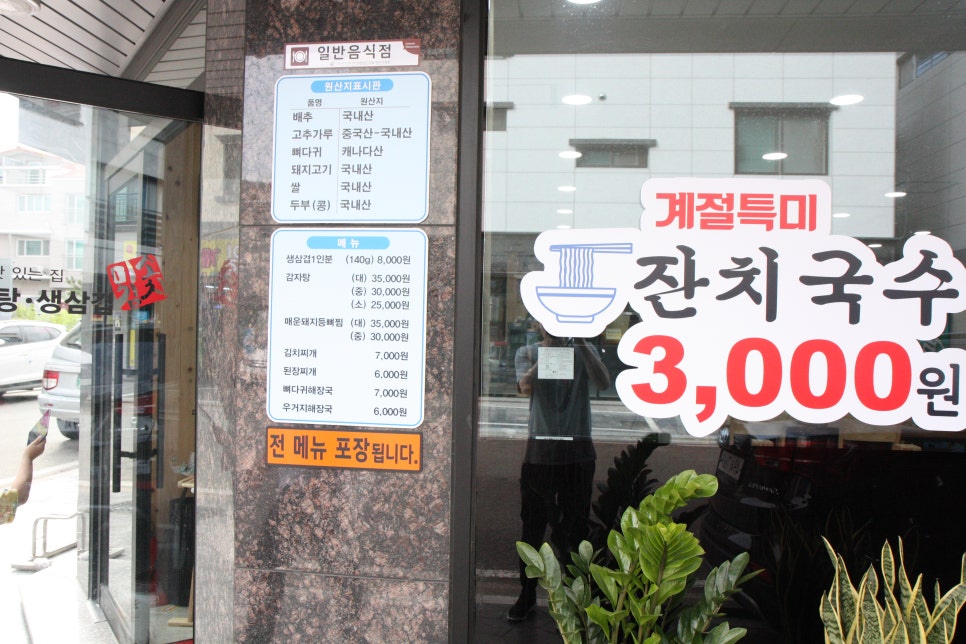 일반음식점
원산지표시판
품명 원산지
배추 국내산
고추가루 중국산-국내산
뼈다귀 캐나다산
돼지고기 국내산
쌀 국내산
두부(콩) 국내산
메뉴
생삼겹1인분 (140g) 8,000원
감자탕 (대) 35,000원
(중) 30,000원
(소) 25,000원
매운돼지등뼈찜 (대) 35,000원
(중) 30,000원
김치찌개 7,000원
된장찌개 6,000원
뼈다귀해장국 7,000원
우거지해장국 6,000원
전 메뉴 포장됩니다.
있는 집
탕·생삼겹
계절특미
잔치국수
3,000원